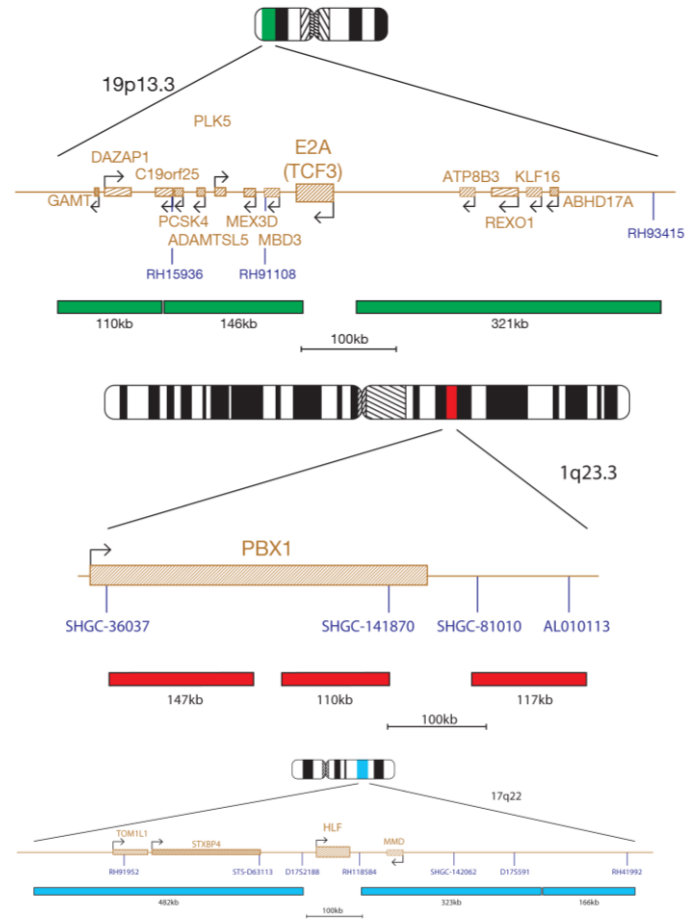 19p13.3
PLK5
DAZAP1
E2A
(TCF3)
C19orf25
ATP8B3 KLF16
GAMT
PCSK4
MEX3D
MBD3
REXO1
ABHD17A
ADAMTSL5
RH15936
RH91108
RH93415
110kb
146kb
321kb
100kb
1q23.3
PBX1
SHGC-36037
SHGC-141870
SHGC-81010
AL010113
147kb
110kb
117kb
100kb
17q22
HLF
TOM1L1
STXBP4
MMD
RH91952
STS-D63113
D17S2188
RH118584
SHGC-142062
D17S591
RH41992
482kb
323kb
166kb
100kb